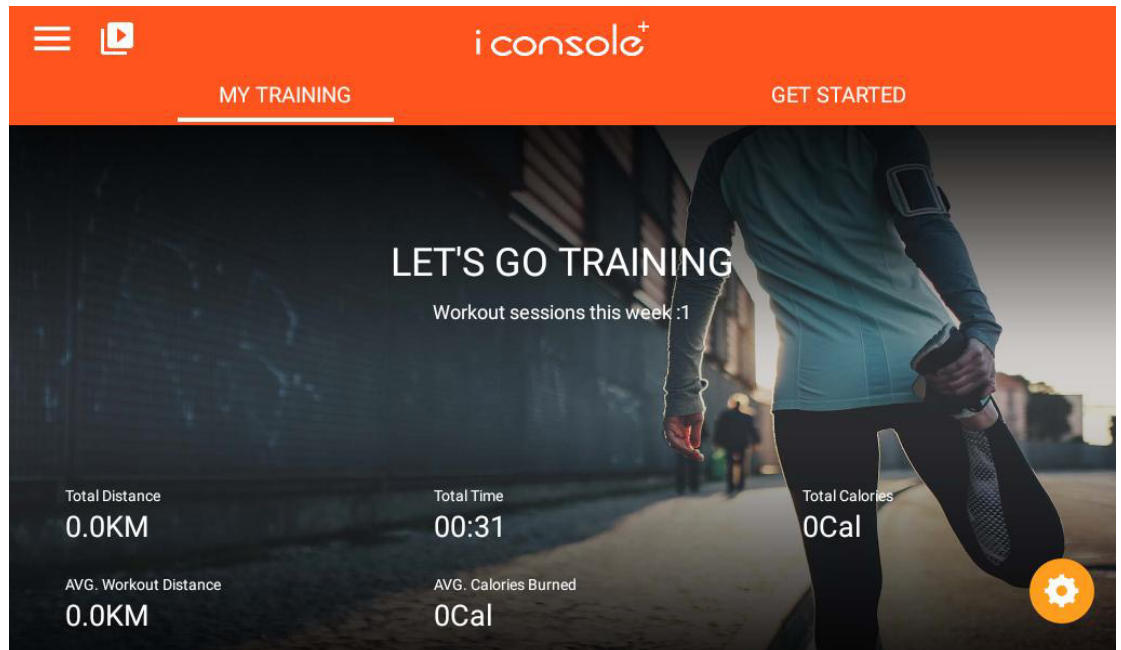 i console+
MY TRAINING
GET STARTED
LET'S GO TRAINING
Workout sessions this week :1
Total Distance
0.0KM
Total Time
00:31
Total Calories
0Cal
AVG. Workout Distance
0.0KM
AVG. Calories Burned
0Cal